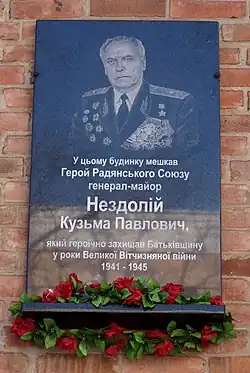 У цьому будинку мешкав
Герой Радянського Союзу
генерал-майор
Нездолій
Кузьма Павлович,
який героїчно захищав Батьківщину
у роки Великої Вітчизняної війни
1941 - 1945